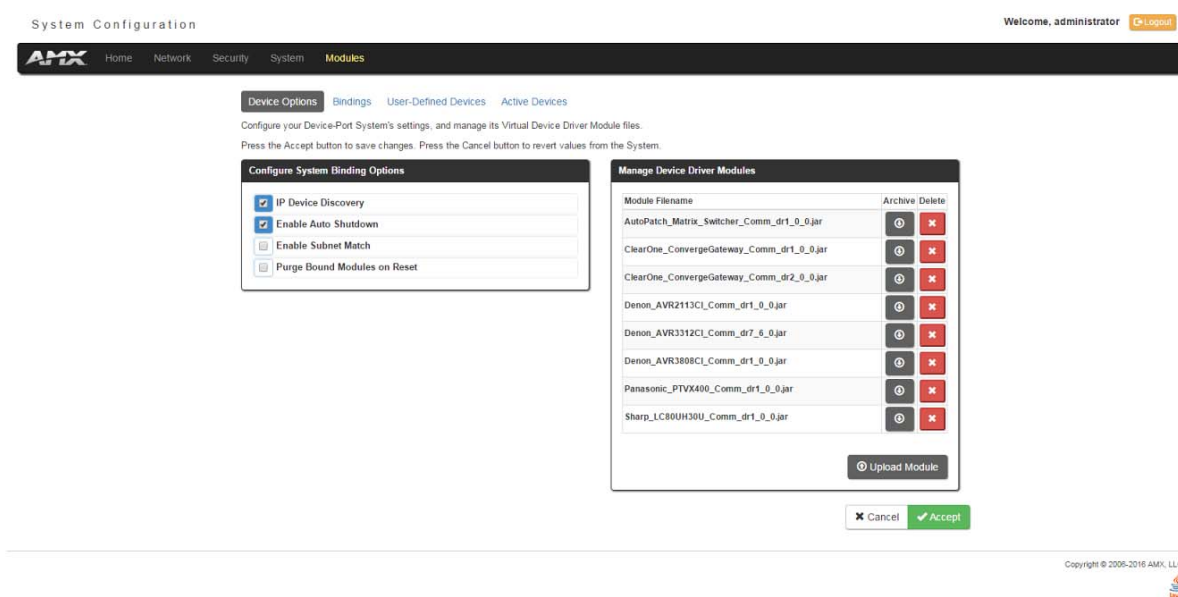 System Configuration
Welcome, administrator Logout
AMX Home Network Security System Modules
Device Options Bindings User-Defined Devices Active Devices
Configure your Device-Port System's settings, and manage its Virtual Device Driver Module files.
Press the Accept button to save changes. Press the Cancel button to revert values from the System.
Configure System Binding Options
IP Device Discovery
Enable Auto Shutdown
Enable Subnet Match
Purge Bound Modules on Reset
Manage Device Driver Modules
Module Filename Archive Delete
AutoPatch_Matrix_Switcher_Comm_dr1_0_0.jar
ClearOne_ConvergeGateway_Comm_dr1_0_0.jar
ClearOne_ConvergeGateway_Comm_dr2_0_0.jar
Denon_AVR2113CI_Comm_dr1_0_0.jar
Denon_AVR3312CI_Comm_dr7_6_0.jar
Denon_AVR3808CI_Comm_dr1_0_0.jar
Panasonic_PTVX400_Comm_dr1_0_0.jar
Sharp_LC80UH30U_Comm_dr1_0_0.jar
Upload Module
Cancel Accept
Copyright © 2006-2016 AMX, LL